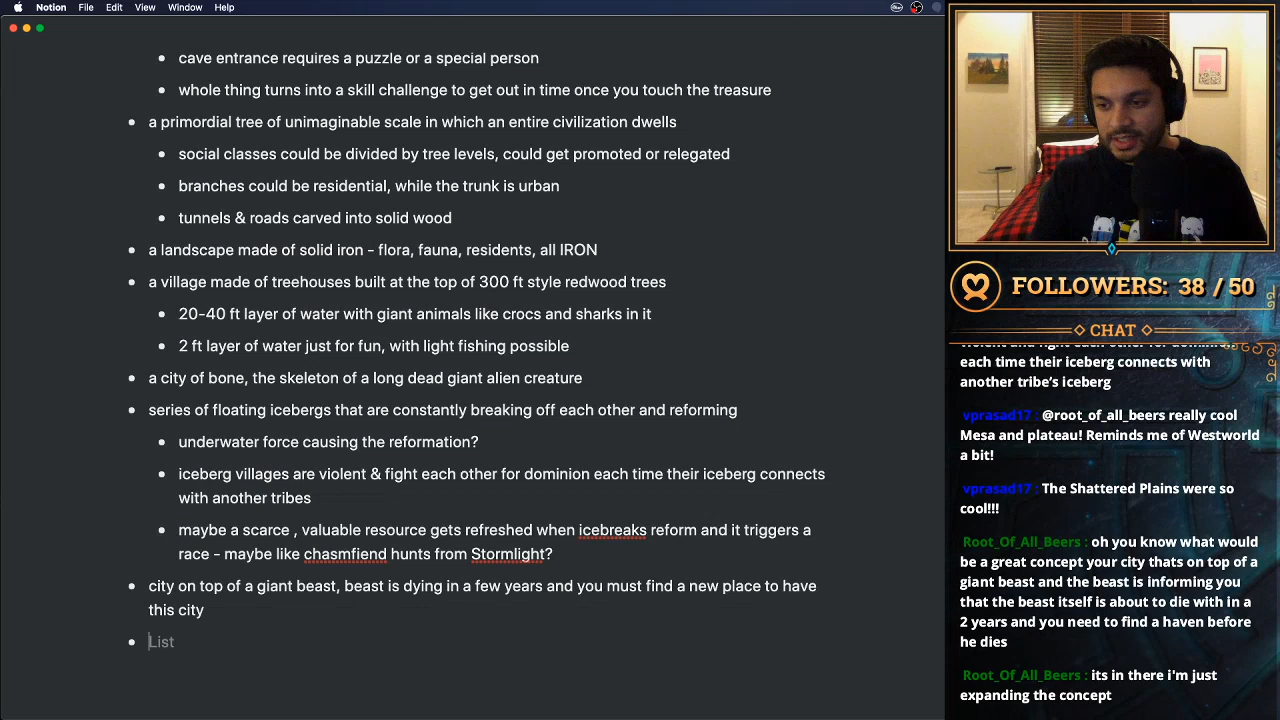 Notion File Edit View Window Help
cave entrance requires a puzzle or a special person
whole thing turns into a skill challenge to get out in time once you touch the treasure
a primordial tree of unimaginable scale in which an entire civilization dwells
social classes could be divided by tree levels, could get promoted or relegated
branches could be residential, while the trunk is urban
tunnels & roads carved into solid wood
a landscape made of solid iron - flora, fauna, residents, all IRON
a village made of treehouses built at the top of 300 ft style redwood trees
20-40 ft layer of water with giant animals like crocs and sharks in it
2 ft layer of water just for fun, with light fishing possible
a city of bone, the skeleton of a long dead giant alien creature
series of floating icebergs that are constantly breaking off each other and reforming
underwater force causing the reformation?
iceberg villages are violent & fight each other for dominion each time their iceberg connects
with another tribes
maybe a scarce , valuable resource gets refreshed when icebreaks reform and it triggers a
race - maybe like chasmfiend hunts from Stormlight?
city on top of a giant beast, beast is dying in a few years and you must find a new place to have
this city
List
FOLLOWERS: 38 / 50
CHAT
each time their iceberg connects with
another tribe's iceberg
vprasad17 : @root_of_all_beers really cool
Mesa and plateau! Reminds me of Westworld
a bit!
vprasad17 : The Shattered Plains were so
cool!!!
Root_Of_All_Beers : oh you know what would
be a great concept your city thats on top of a
giant beast and the beast is informing you
that the beast itself is about to die with in a
2 years and you need to find a haven before
he dies
Root_Of_All_Beers : its in there i'm just
expanding the concept